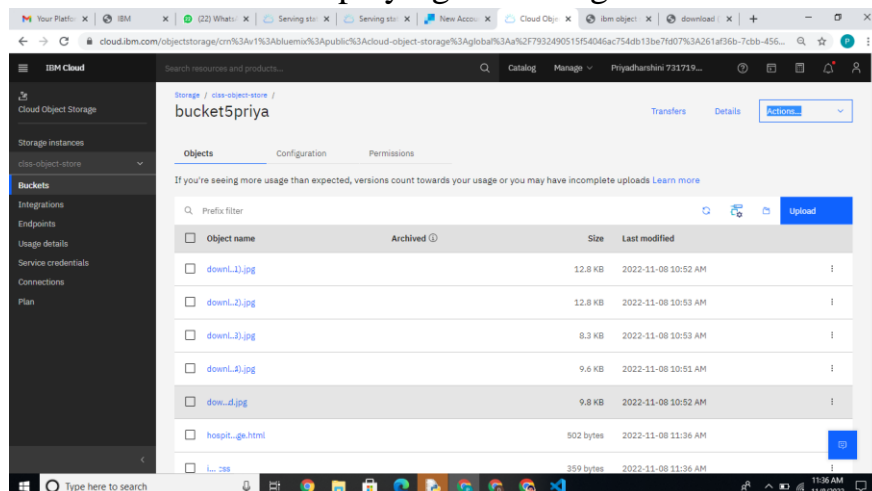 Your Platfor
IBM
(22) Whats
Serving sta
Serving sta
New Accou
Cloud Obje
ibm object
download (
cloud.ibm.com/objectstorage/crn%3Av1%3Abluemix%3Apublic%3Acloud-object-storage%3Aglobal%3Aa%2F7932490515f54046ac754db13be7fd07%3A261af36b-7cbb-456...
IBM Cloud
Search resources and products...
Catalog
Manage
Priyadharshini 731719...
Cloud Object Storage
Storage instances
clss-object-store
Buckets
Integrations
Endpoints
Usage details
Service credentials
Connections
Plan
Storage / clss-object-store /
bucket5priya
Transfers
Details
Actions...
Objects
Configuration
Permissions
If you're seeing more usage than expected, versions count towards your usage or you may have incomplete uploads Learn more
Prefix filter
Upload
Object name Archived Size Last modified
downl...1).jpg 12.8 KB 2022-11-08 10:52 AM
downl...2).jpg 12.8 KB 2022-11-08 10:53 AM
downl...3).jpg 8.3 KB 2022-11-08 10:53 AM
downl...4).jpg 9.6 KB 2022-11-08 10:51 AM
dow...d.jpg 9.8 KB 2022-11-08 10:52 AM
hospit...ge.html 502 bytes 2022-11-08 11:36 AM
i... :ss 359 bytes 2022-11-08 11:36 AM
Type here to search
11:36 AM